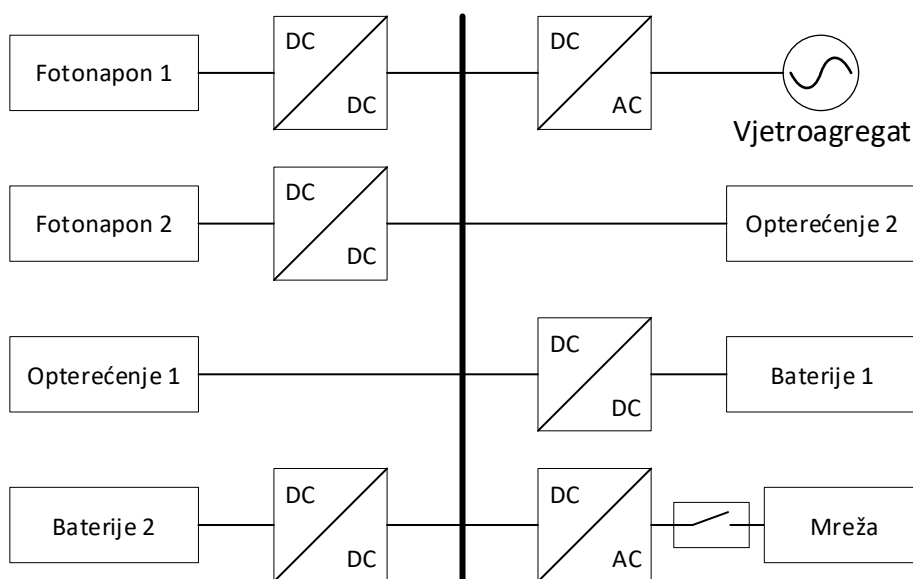 DC
DC
Fotonapon 1
DC
AC
Vjetroagregat
DC
DC
Fotonapon 2
Opterećenje 2
DC
DC
Opterećenje 1
Baterije 1
DC
DC
Baterije 2
DC
AC
Mreža